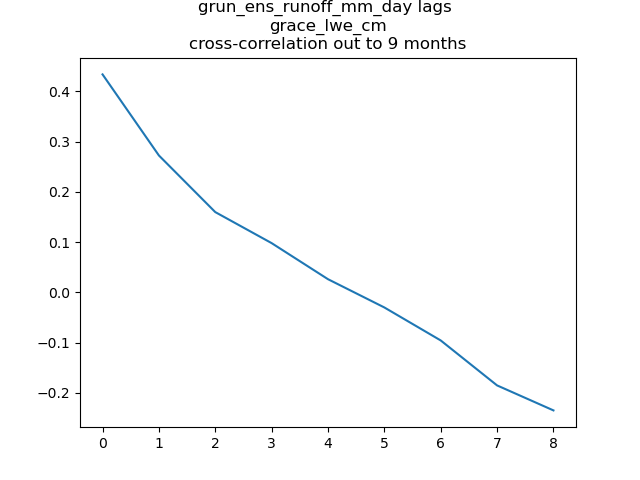 grun_ens_runoff_mm_day lags
grace_lwe_cm
cross-correlation out to 9 months
0.4
0.3
0.2
0.1
0.0
−0.1
−0.2
0 1 2 3 4 5 6 7 8